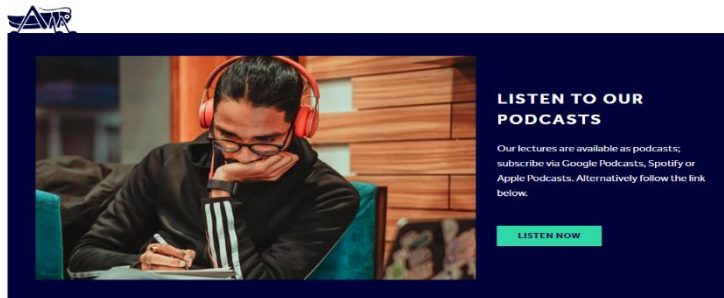 LISTEN TO OUR
PODCASTS
Our lectures are available as podcasts;
subscribe via Google Podcasts, Spotify or
Apple Podcasts. Alternatively follow the link
below.
LISTEN NOW